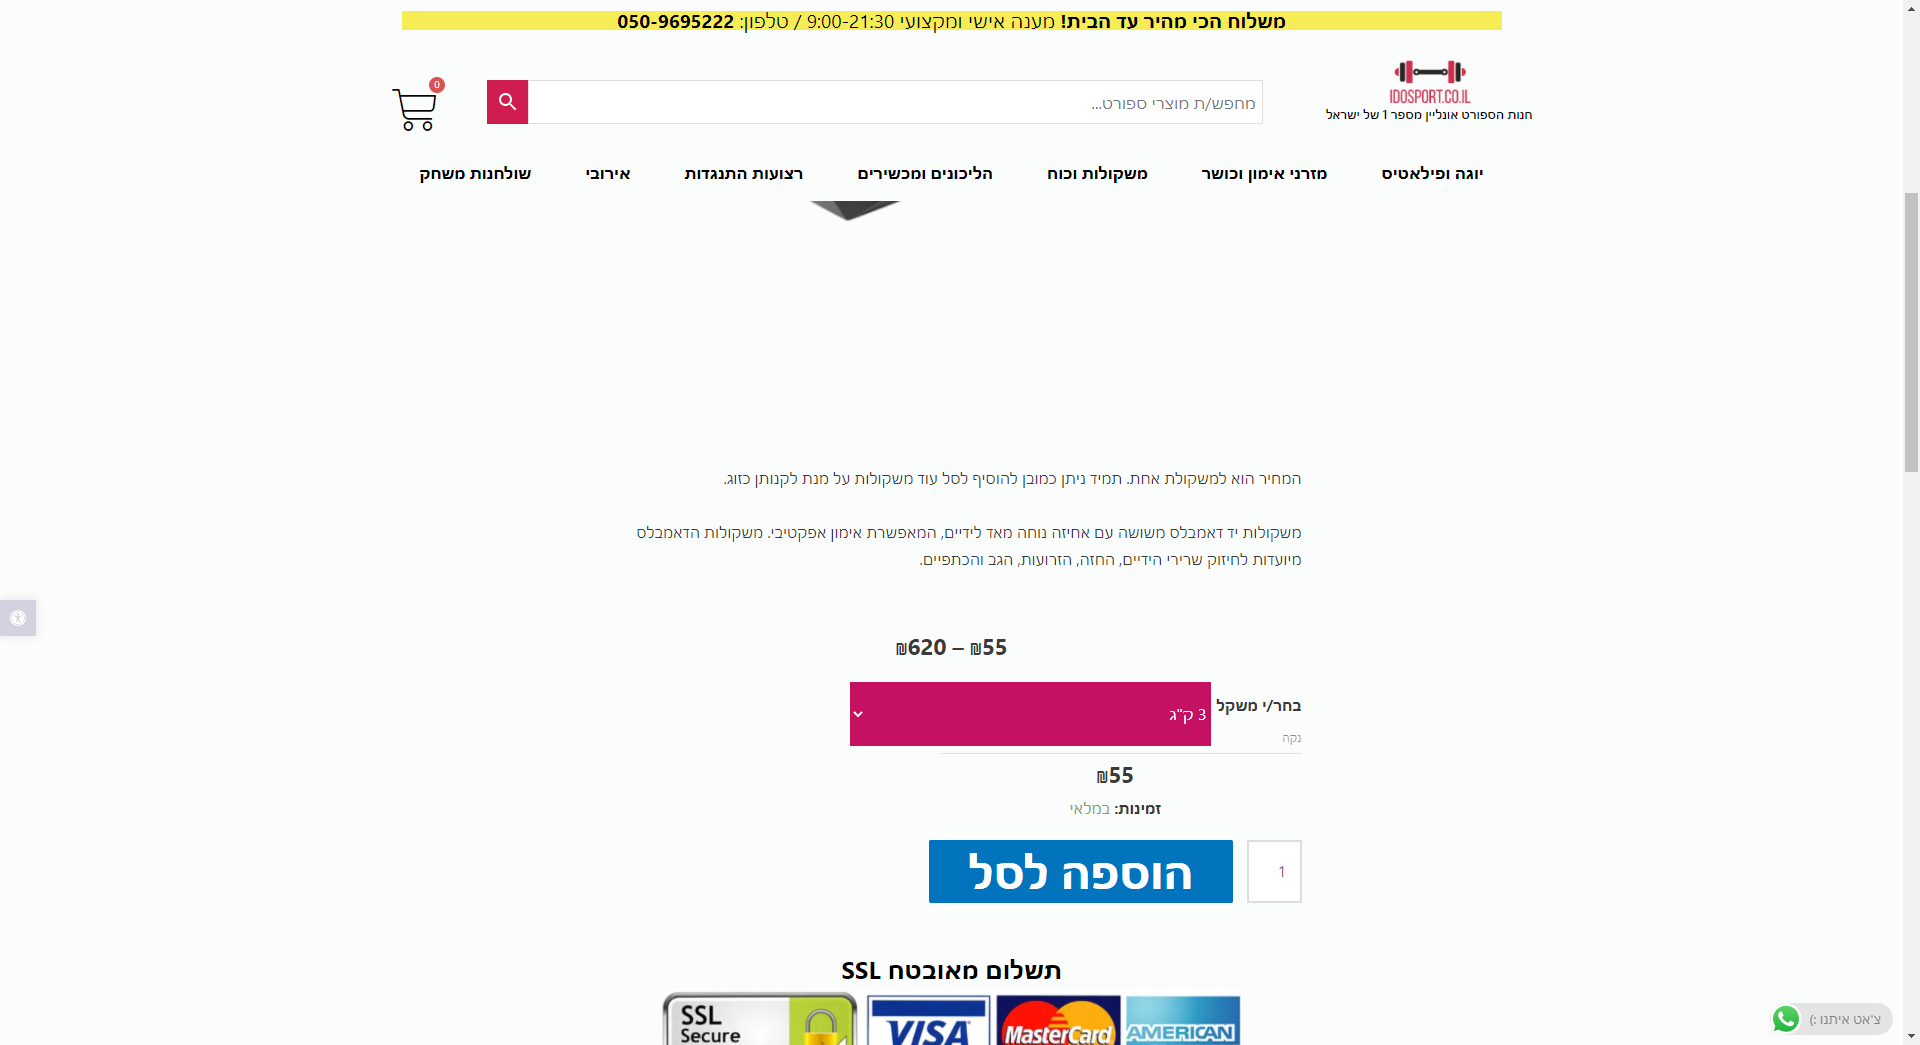 משלוח הכי מהיר עד הבית! מענה אישי ומקצועי 9:00-21:30 / טלפון: 050-9695222
IDOSPORT.CO.IL
חנות הספורט אונליין מספר 1 של ישראל
מחפש/ת מוצרי ספורט...
0
יוגה ופילאטיס
מזרני אימון וכושר
משקולות וכוח
הליכונים ומכשירים
רצועות התנגדות
אירובי
שולחנות משחק
המחיר הוא למשקולת אחת. תמיד ניתן כמובן להוסיף לסל עוד משקולות על מנת לקנותן כזוג.
משקולות יד דאמבלס משושה עם אחיזה נוחה מאד לידיים, המאפשרת אימון אפקטיבי. משקולות הדאמבלס
מיועדות לחיזוק שרירי הידיים, החזה, הזרועות, הגב והכתפיים.
₪55 – ₪620
בחר/י משקל
3 ק"ג
נקה
₪55
זמינות: במלאי
1
הוספה לסל
תשלום מאובטח SSL
SSL
Secure
VISA
MasterCard
AMERICAN
צ'אט איתנו :)